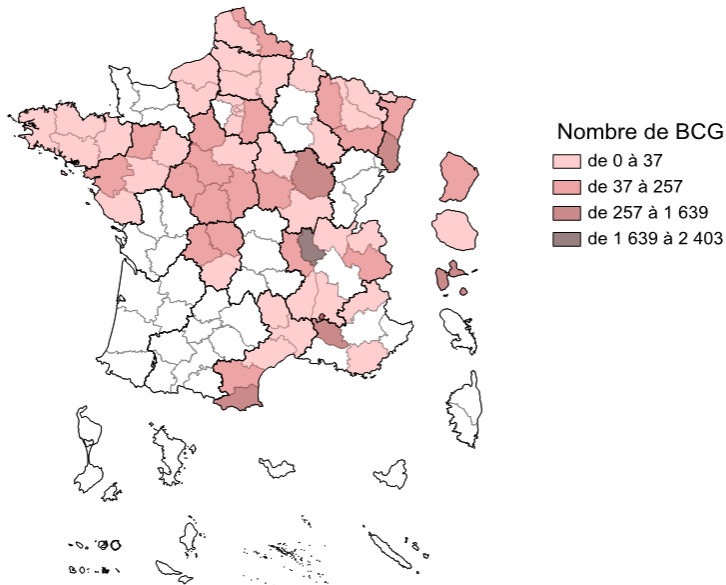 Nombre de BCG
de 0 à 37
de 37 à 257
de 257 à 1 639
de 1 639 à 2 403